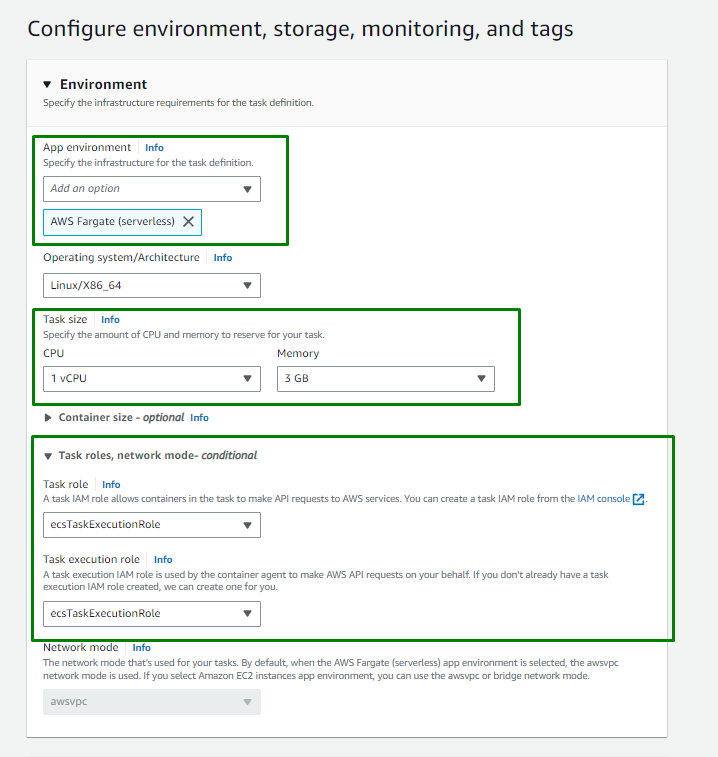 Configure environment, storage, monitoring, and tags
Environment
Specify the infrastructure requirements for the task definition.
App environment Info
Specify the infrastructure for the task definition.
Add an option
AWS Fargate (serverless)
Operating system/Architecture Info
Linux/X86_64
Task size Info
Specify the amount of CPU and memory to reserve for your task.
CPU Memory
1 vCPU 3 GB
Container size - optional Info
Task roles, network mode- conditional
Task role Info
A task IAM role allows containers in the task to make API requests to AWS services. You can create a task IAM role from the IAM console.
ecsTaskExecutionRole
Task execution role Info
A task execution IAM role is used by the container agent to make AWS API requests on your behalf. If you don't already have a task
execution IAM role created, we can create one for you.
ecsTaskExecutionRole
Network mode Info
The network mode that's used for your tasks. By default, when the AWS Fargate (serverless) app environment is selected, the awsvpc
network mode is used. If you select Amazon EC2 instances app environment, you can use the awsvpc or bridge network mode.
awsvpc